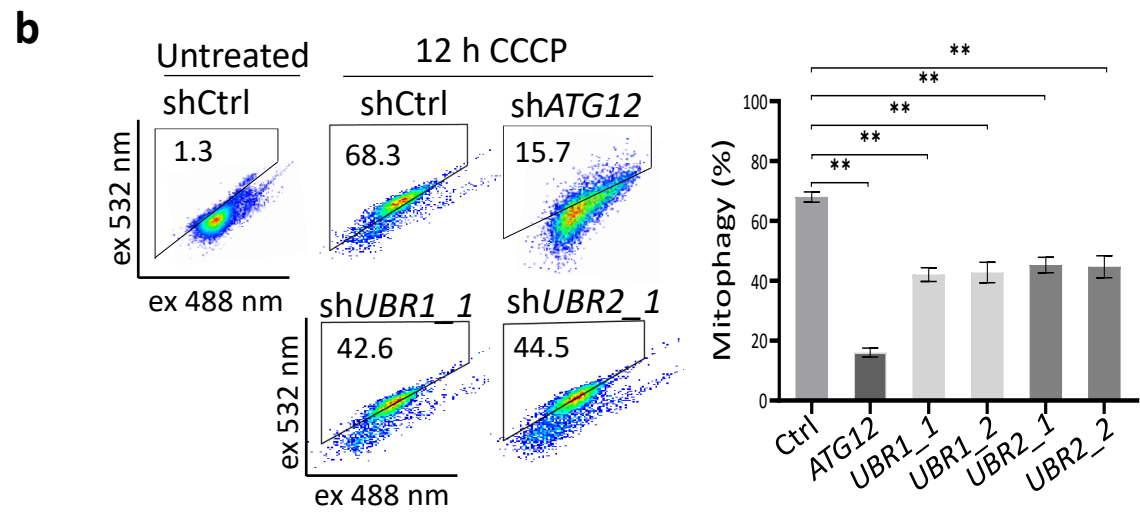 b
Untreated
12 h CCCP
shCtrl
shCtrl
shATG12
1.3
68.3
15.7
ex 532 nm
ex 488 nm
shUBR1_1
shUBR2_1
42.6
44.5
ex 532 nm
ex 488 nm
**
**
**
**
**
Mitophagy (%)
100
80
60
40
20
0
Ctrl
ATG12
UBR1_1
UBR1_2
UBR2_1
UBR2_2